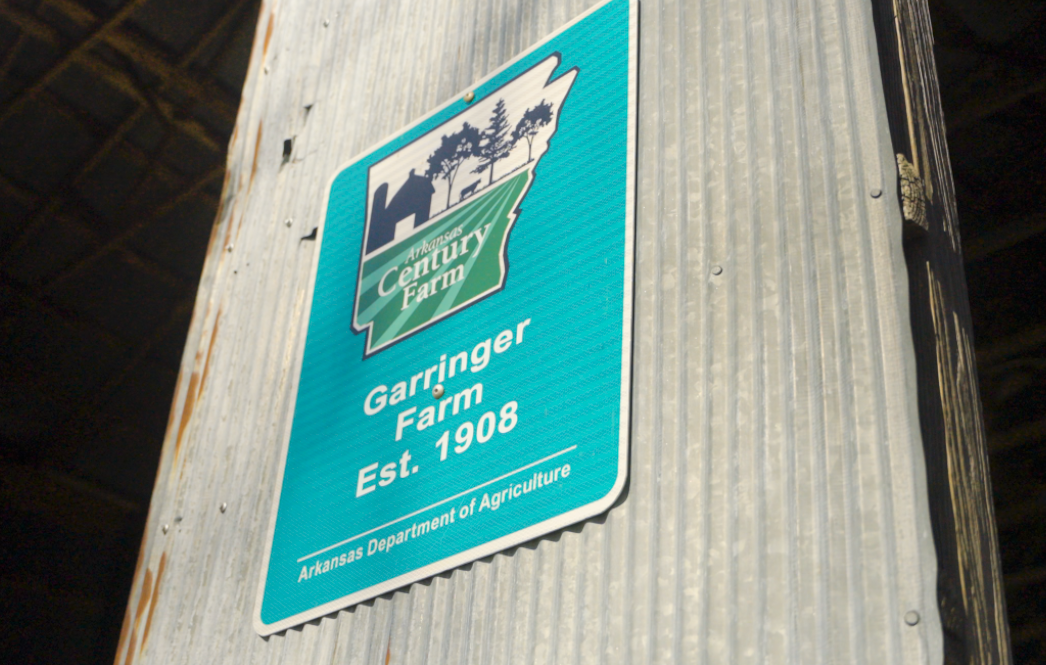 Arkansas
Century
Farm
Garringer
Farm
Est. 1908
Arkansas Department of Agriculture